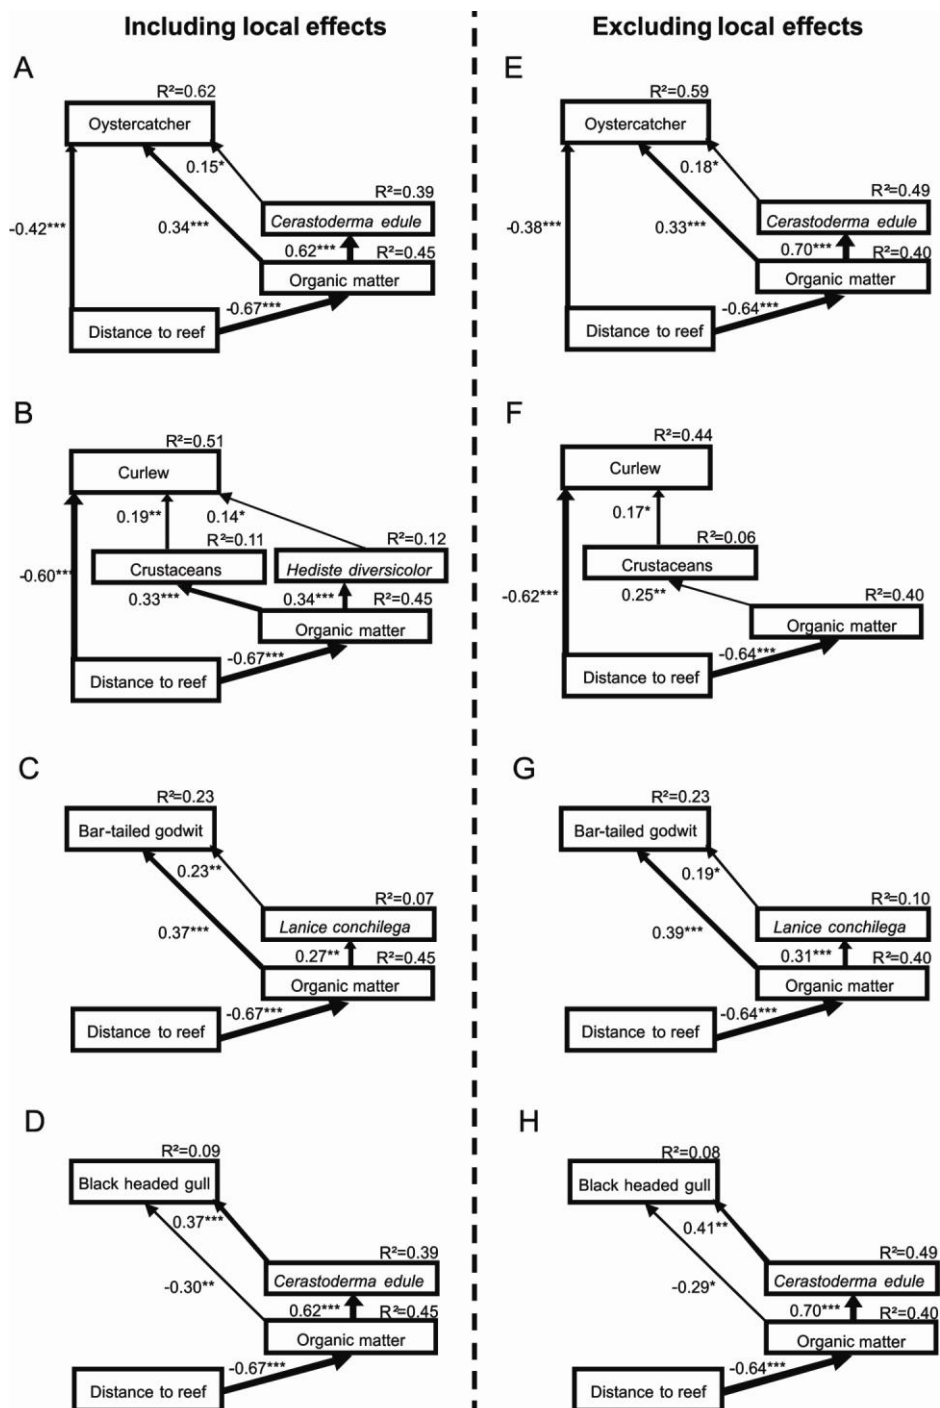 Including local effects
Excluding local effects
A
R²=0.62
Oystercatcher
0.15*
R²=0.39
-0.42***
0.34***
Cerastoderma edule
0.62***
R²=0.45
Organic matter
-0.67***
Distance to reef
E
R²=0.59
Oystercatcher
0.18*
R²=0.49
-0.38***
0.33***
Cerastoderma edule
0.70***
R²=0.40
Organic matter
-0.64***
Distance to reef
B
R²=0.51
Curlew
0.19**
0.14*
R²=0.11
R²=0.12
-0.60***
Crustaceans
Hediste diversicolor
0.33***
0.34***
R²=0.45
Organic matter
-0.67***
Distance to reef
F
R²=0.44
Curlew
0.17*
R²=0.06
Crustaceans
-0.62***
0.25**
R²=0.40
Organic matter
-0.64***
Distance to reef
C
R²=0.23
Bar-tailed godwit
0.23**
R²=0.07
0.37***
Lanice conchilega
0.27**
R²=0.45
Organic matter
-0.67***
Distance to reef
G
R²=0.23
Bar-tailed godwit
0.19*
R²=0.10
0.39***
Lanice conchilega
0.31***
R²=0.40
Organic matter
-0.64***
Distance to reef
D
R²=0.09
Black headed gull
0.37***
R²=0.39
-0.30**
Cerastoderma edule
0.62***
R²=0.45
Organic matter
-0.67***
Distance to reef
H
R²=0.08
Black headed gull
0.41**
R²=0.49
-0.29*
Cerastoderma edule
0.70***
R²=0.40
Organic matter
-0.64***
Distance to reef